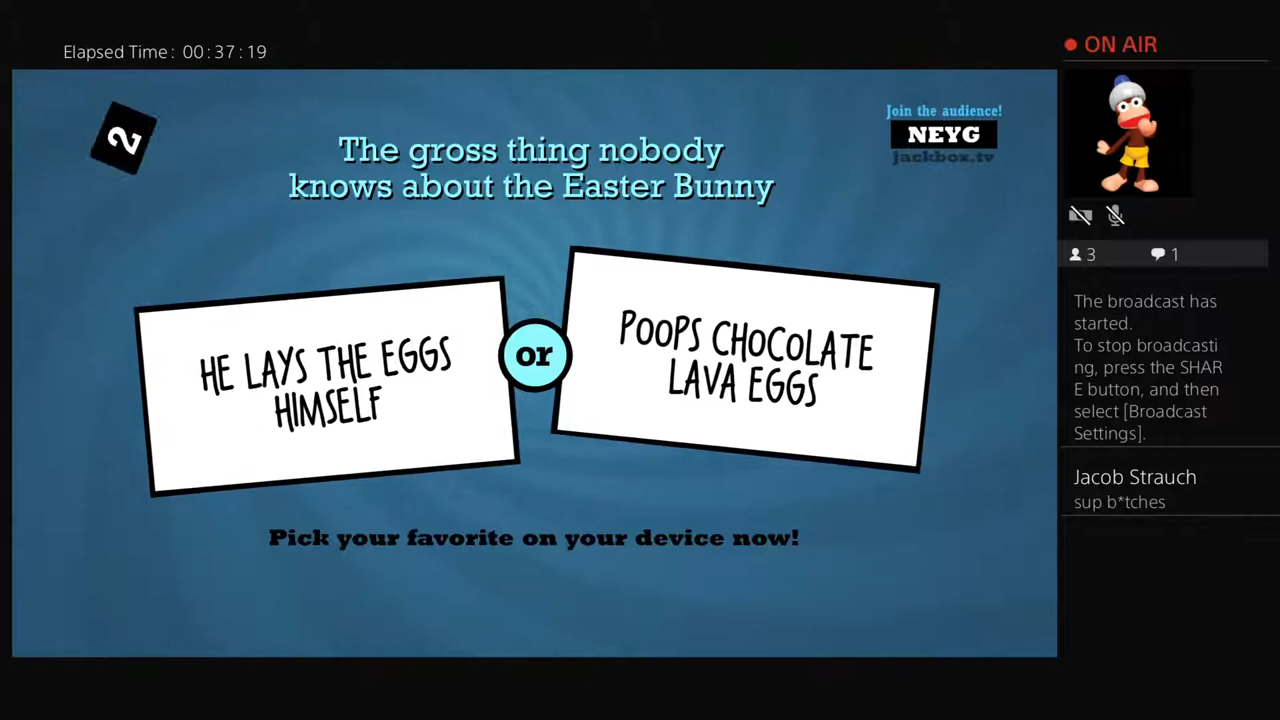 Elapsed Time: 00:37:19
ON AIR
2
Join the audience!
NEYG
jackbox.tv
The gross thing nobody
knows about the Easter Bunny
HE LAYS THE EGGS
HIMSELF
or
POOPS CHOCOLATE
LAVA EGGS
Pick your favorite on your device now!
3
1
The broadcast has
started.
To stop broadcasti
ng, press the SHAR
E button, and then
select [Broadcast
Settings].
Jacob Strauch
sup b*tches